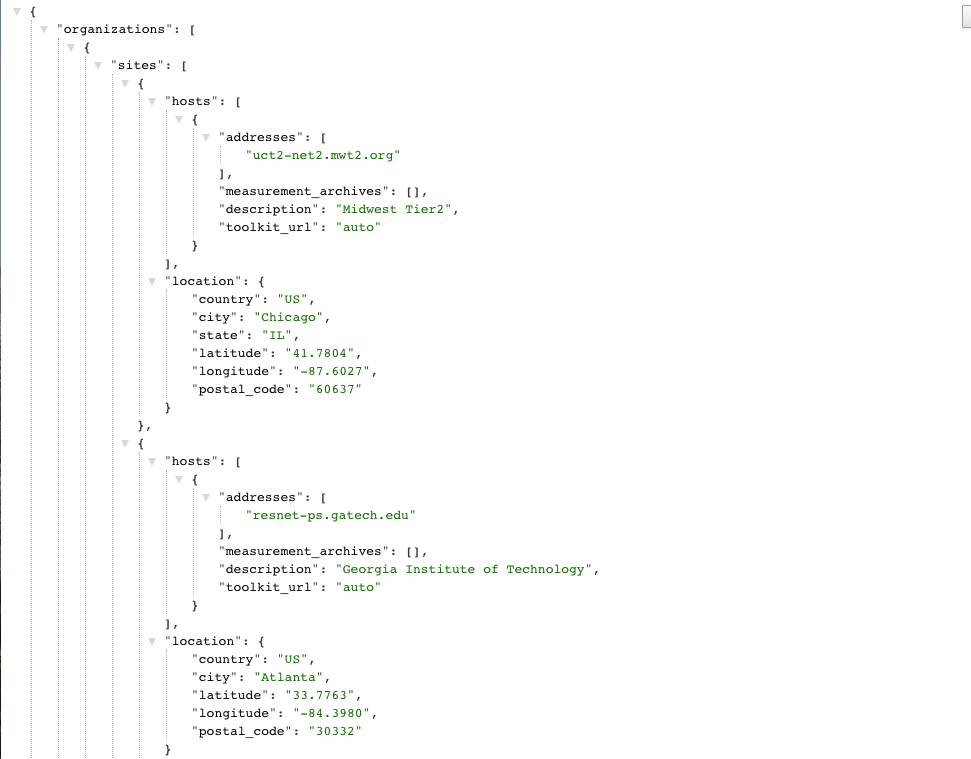 {
"organizations": [
{
"sites": [
{
"hosts": [
{
"addresses": [
"uct2-net2.mwt2.org"
],
"measurement_archives": [],
"description": "Midwest Tier2",
"toolkit_url": "auto"
}
],
"location": {
"country": "US",
"city": "Chicago",
"state": "IL",
"latitude": "41.7804",
"longitude": "-87.6027",
"postal_code": "60637"
}
},
{
"hosts": [
{
"addresses": [
"resnet-ps.gatech.edu"
],
"measurement_archives": [],
"description": "Georgia Institute of Technology",
"toolkit_url": "auto"
}
],
"location": {
"country": "US",
"city": "Atlanta",
"latitude": "33.7763",
"longitude": "-84.3980",
"postal_code": "30332"
}